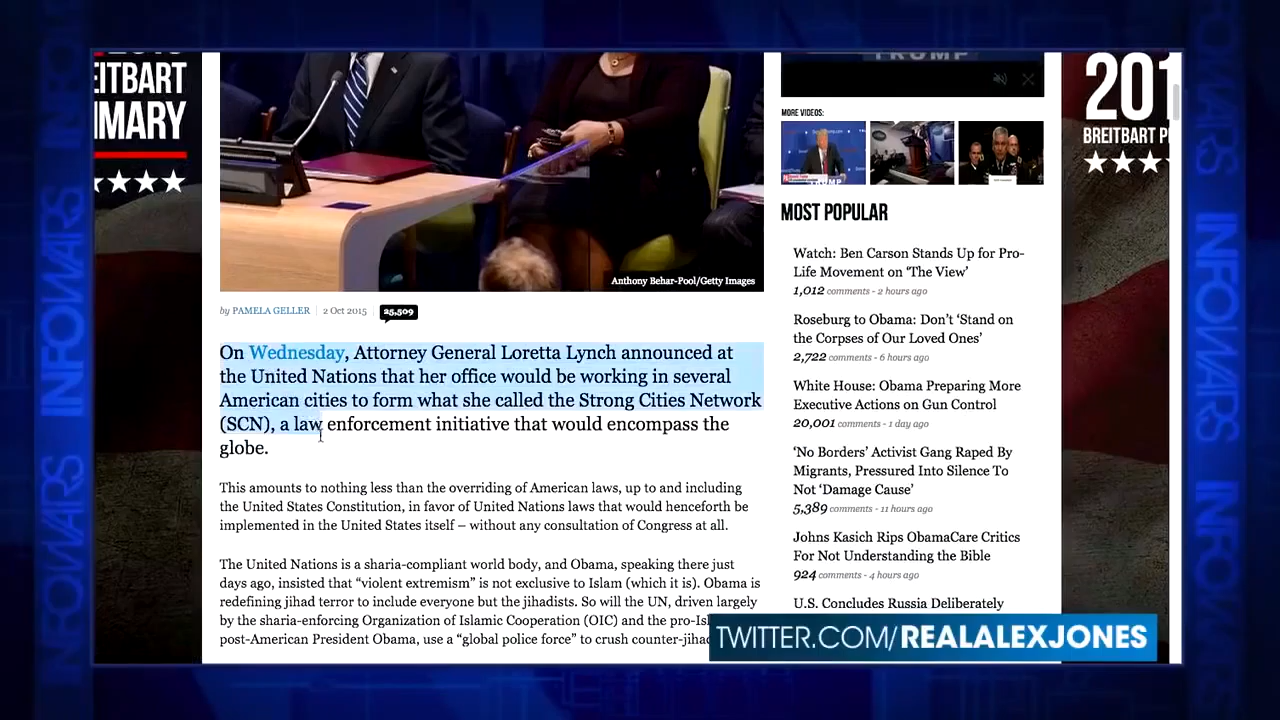 INFOWARS
INFOWARS
EITBART
IMARY
Anthony Behar-Pool/Getty Images
by PAMELA GELLER | 2 Oct 2015 | 25,509
On Wednesday, Attorney General Loretta Lynch announced at
the United Nations that her office would be working in several
American cities to form what she called the Strong Cities Network
(SCN), a law enforcement initiative that would encompass the
globe.
This amounts to nothing less than the overriding of American laws, up to and including
the United States Constitution, in favor of United Nations laws that would henceforth be
implemented in the United States itself – without any consultation of Congress at all.
The United Nations is a sharia-compliant world body, and Obama, speaking there just
days ago, insisted that “violent extremism” is not exclusive to Islam (which it is). Obama is
redefining jihad terror to include everyone but the jihadists. So will the UN, driven largely
by the sharia-enforcing Organization of Islamic Cooperation (OIC) and the pro-Isl
post-American President Obama, use a “global police force” to crush counter-jihad
TRUMP
MORE VIDEOS:
TRUMP
MOST POPULAR
Watch: Ben Carson Stands Up for Pro-
Life Movement on ‘The View’
1,012 comments - 2 hours ago
Roseburg to Obama: Don’t ‘Stand on
the Corpses of Our Loved Ones’
2,722 comments - 6 hours ago
White House: Obama Preparing More
Executive Actions on Gun Control
20,001 comments - 1 day ago
‘No Borders’ Activist Gang Raped By
Migrants, Pressured Into Silence To
Not ‘Damage Cause’
5,389 comments - 11 hours ago
Johns Kasich Rips ObamaCare Critics
For Not Understanding the Bible
924 comments - 4 hours ago
U.S. Concludes Russia Deliberately
201
BREITBART P
INFOWARS
INFOWARS
TWITTER.COM/REALALEXJONES